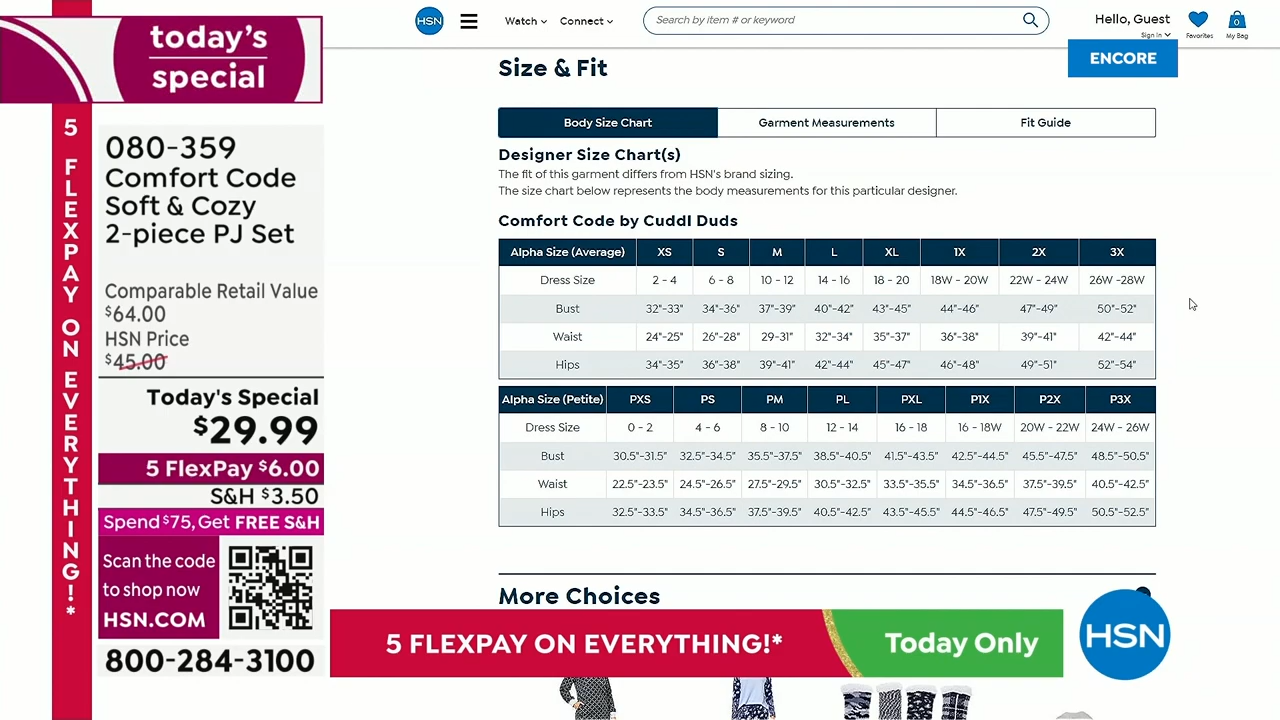 today's
special
5 FLEXPAY ON EVERYTHING!*
080-359
Comfort Code
Soft & Cozy
2-piece PJ Set
Comparable Retail Value
$64.00
HSN Price
$45.00
Today's Special
$29.99
5 FlexPay $6.00
S&H $3.50
Spend $75, Get FREE S&H
Scan the code
to shop now
HSN.COM
800-284-3100
HSN Watch Connect Search by item # or keyword Hello, Guest
Sign In Favorites 0 My Bag
ENCORE
Size & Fit
Body Size Chart Garment Measurements Fit Guide
Designer Size Chart(s)
The fit of this garment differs from HSN's brand sizing.
The size chart below represents the body measurements for this particular designer.
Comfort Code by Cuddl Duds
Alpha Size (Average) XS S M L XL 1X 2X 3X
Dress Size 2 - 4 6 - 8 10 - 12 14 - 16 18 - 20 18W - 20W 22W - 24W 26W -28W
Bust 32"-33" 34"-36" 37"-39" 40"-42" 43"-45" 44"-46" 47"-49" 50"-52"
Waist 24"-25" 26"-28" 29-31" 32"-34" 35"-37" 36"-38" 39"-41" 42"-44"
Hips 34"-35" 36"-38" 39"-41" 42"-44" 45"-47" 46"-48" 49"-51" 52"-54"
Alpha Size (Petite) PXS PS PM PL PXL P1X P2X P3X
Dress Size 0 - 2 4 - 6 8 - 10 12 - 14 16 - 18 16 - 18W 20W - 22W 24W - 26W
Bust 30.5"-31.5" 32.5"-34.5" 35.5"-37.5" 38.5"-40.5" 41.5"-43.5" 42.5"-44.5" 45.5"-47.5" 48.5"-50.5"
Waist 22.5"-23.5" 24.5"-26.5" 27.5"-29.5" 30.5"-32.5" 33.5"-35.5" 34.5"-36.5" 37.5"-39.5" 40.5"-42.5"
Hips 32.5"-33.5" 34.5"-36.5" 37.5"-39.5" 40.5"-42.5" 43.5"-45.5" 44.5"-46.5" 47.5"-49.5" 50.5"-52.5"
More Choices
5 FLEXPAY ON EVERYTHING!* Today Only HSN